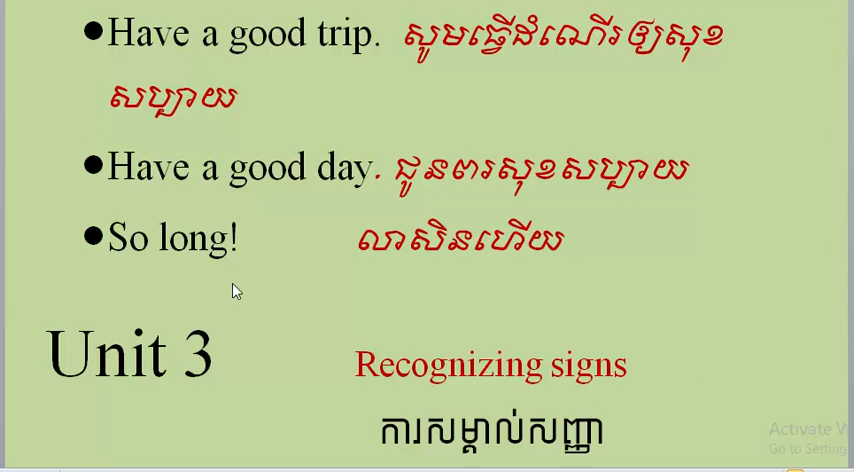 ●Have a good trip. សូមធ្វើដំណើរឲ្យសុខ
សប្បាយ
●Have a good day. ជូនពរសុខសប្បាយ
●So long! លាសិនហើយ
Unit 3 Recognizing signs
ការសម្គាល់សញ្ញា
Activate W
Go to Setting